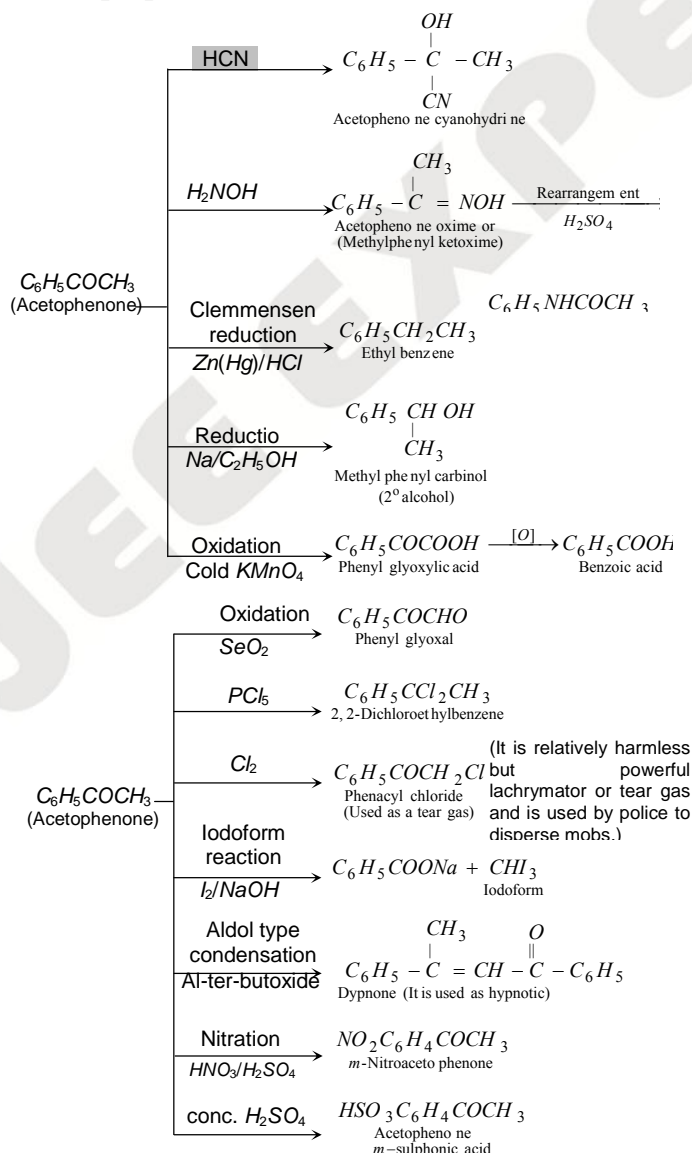 OH
|
HCN
C6H5 − C − CH3
|
CN
Acetopheno ne cyanohydri ne
CH3
|
H2NOH
C6H5 − C = NOH
Rearrangem ent
H2SO4
Acetopheno ne oxime or
(Methylphe nyl ketoxime)
C6H5COCH3
(Acetophenone)
C6H5NHCOCH3
Clemmensen
reduction
Zn(Hg)/HCl
C6H5CH2CH3
Ethyl benzene
Reductio
Na/C2H5OH
C6H5 CH OH
|
CH3
Methyl phe nyl carbinol
(2° alcohol)
Oxidation
Cold KMnO4
C6H5COCOOH
Phenyl glyoxylic acid
[O]
C6H5COOH
Benzoic acid
Oxidation
SeO2
C6H5COCHO
Phenyl glyoxal
PCl5
C6H5CCl2CH3
2, 2-Dichloroet hylbenzene
C6H5COCH3
(Acetophenone)
Cl2
C6H5COCH2Cl
Phenacyl chloride
(Used as a tear gas)
(It is relatively harmless
but powerful
lachrymator or tear gas
and is used by police to
disperse mobs.)
Iodoform
reaction
I2/NaOH
C6H5COONa + CHI3
Iodoform
Aldol type
condensation
Al-ter-butoxide
CH3 O
| ||
C6H5 − C = CH − C − C6H5
Dypnone (It is used as hypnotic)
Nitration
HNO3/H2SO4
NO2C6H4COCH3
m-Nitroaceto phenone
conc. H2SO4
HSO3C6H4COCH3
Acetopheno ne
m−sulphonic acid
JEE EXPE